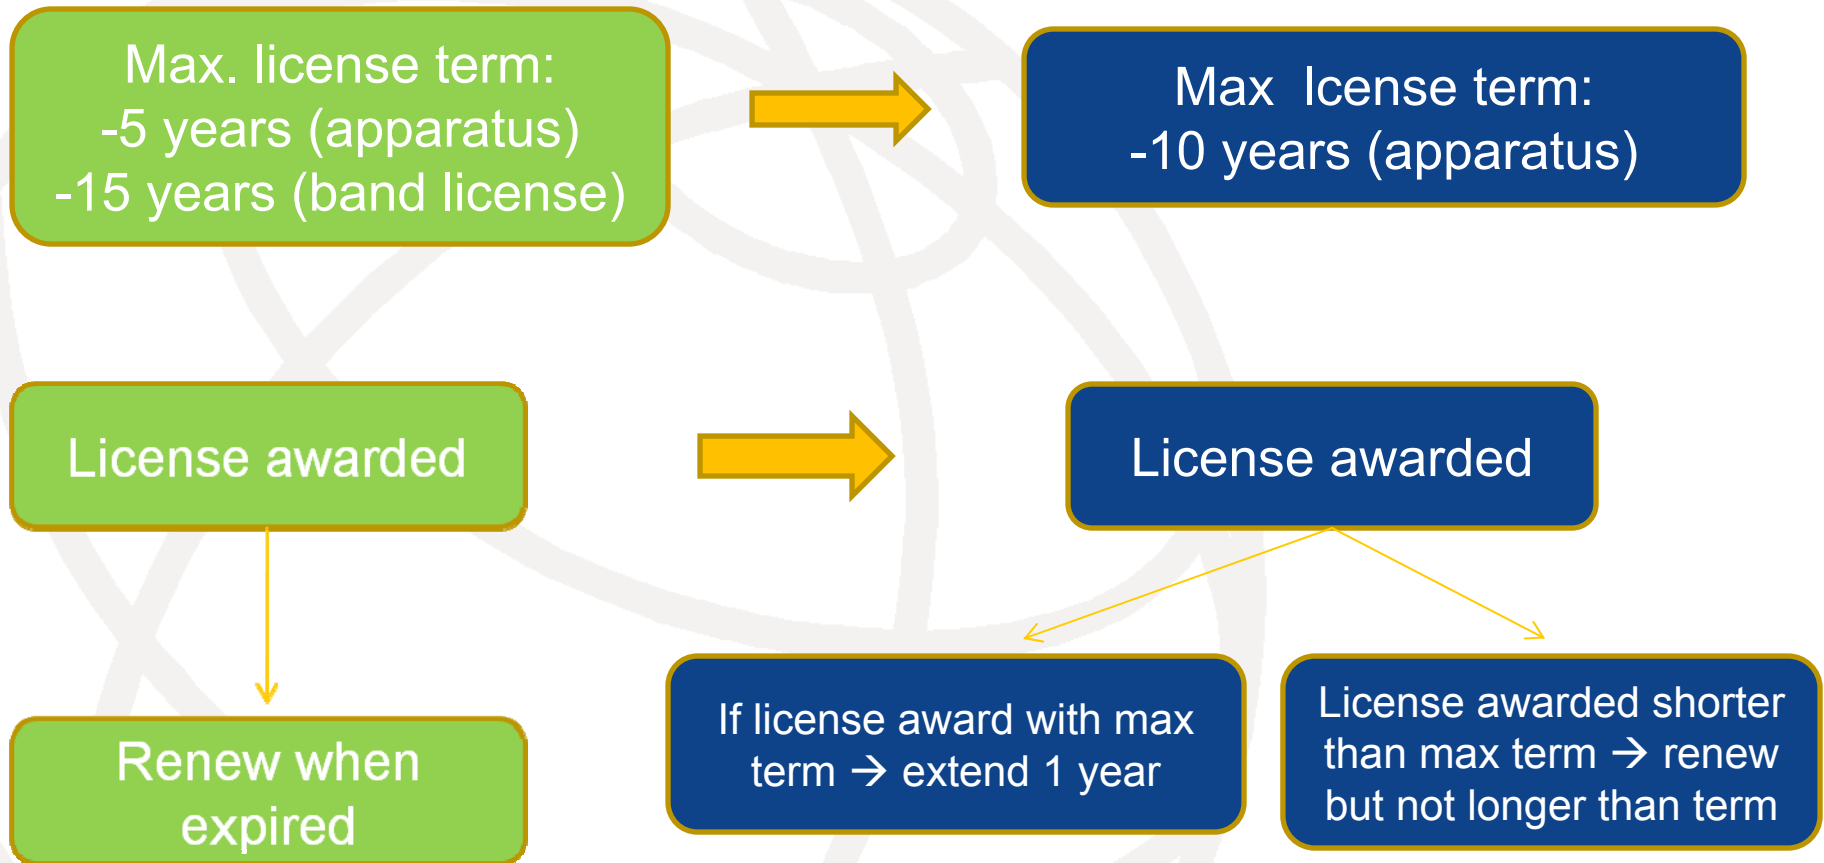 Max. license term:
-5 years (apparatus)
-15 years (band license)
Max lcense term:
-10 years (apparatus)
License awarded
License awarded
Renew when
expired
If license award with max
term → extend 1 year
License awarded shorter
than max term → renew
but not longer than term